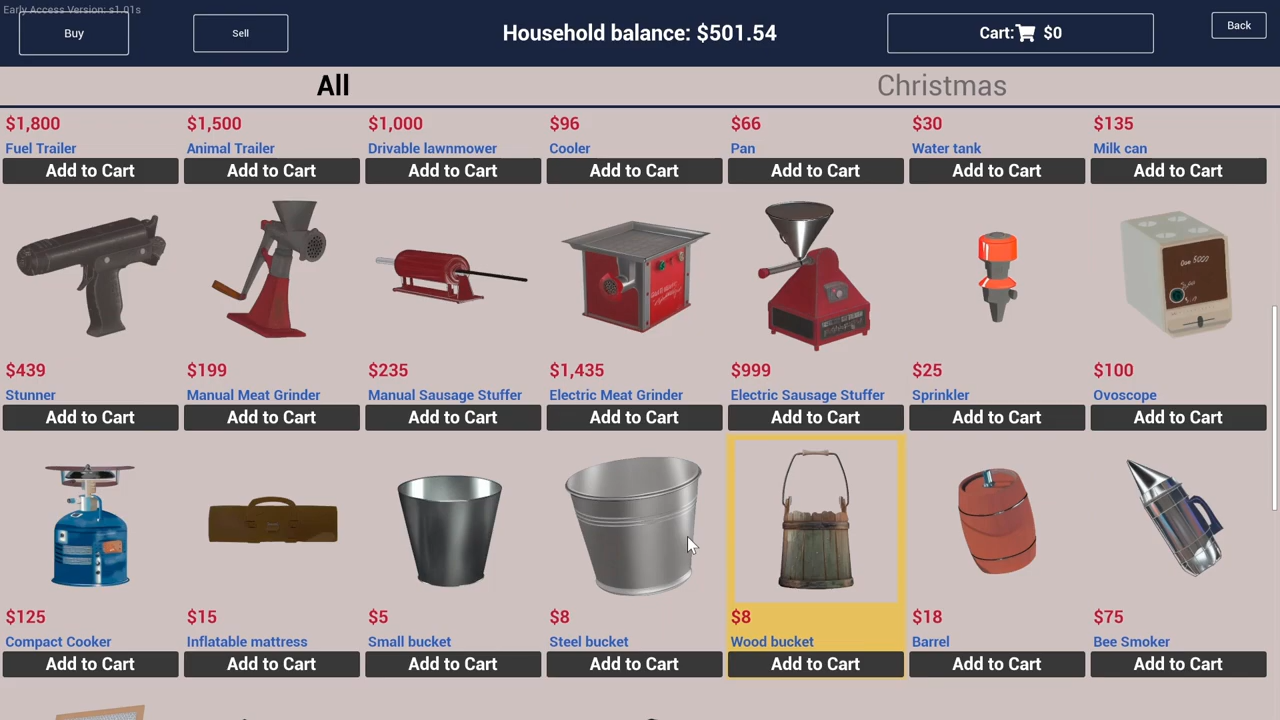 Early Access Version: s1.01s
Buy
Sell
Household balance: $501.54
Cart: $0
Back
All
Christmas
$1,800
$1,500
$1,000
$96
$66
$30
$135
Fuel Trailer
Animal Trailer
Drivable lawnmower
Cooler
Pan
Water tank
Milk can
Add to Cart
Add to Cart
Add to Cart
Add to Cart
Add to Cart
Add to Cart
Add to Cart
$439
$199
$235
$1,435
$999
$25
$100
Stunner
Manual Meat Grinder
Manual Sausage Stuffer
Electric Meat Grinder
Electric Sausage Stuffer
Sprinkler
Ovoscope
Add to Cart
Add to Cart
Add to Cart
Add to Cart
Add to Cart
Add to Cart
Add to Cart
$125
$15
$5
$8
$8
$18
$75
Compact Cooker
Inflatable mattress
Small bucket
Steel bucket
Wood bucket
Barrel
Bee Smoker
Add to Cart
Add to Cart
Add to Cart
Add to Cart
Add to Cart
Add to Cart
Add to Cart